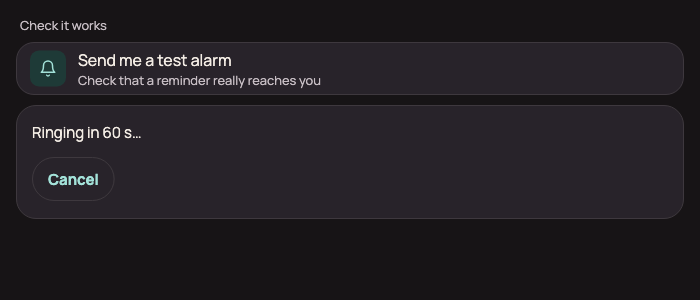 Check it works
Send me a test alarm
Check that a reminder really reaches you
Ringing in 60 s…
Cancel